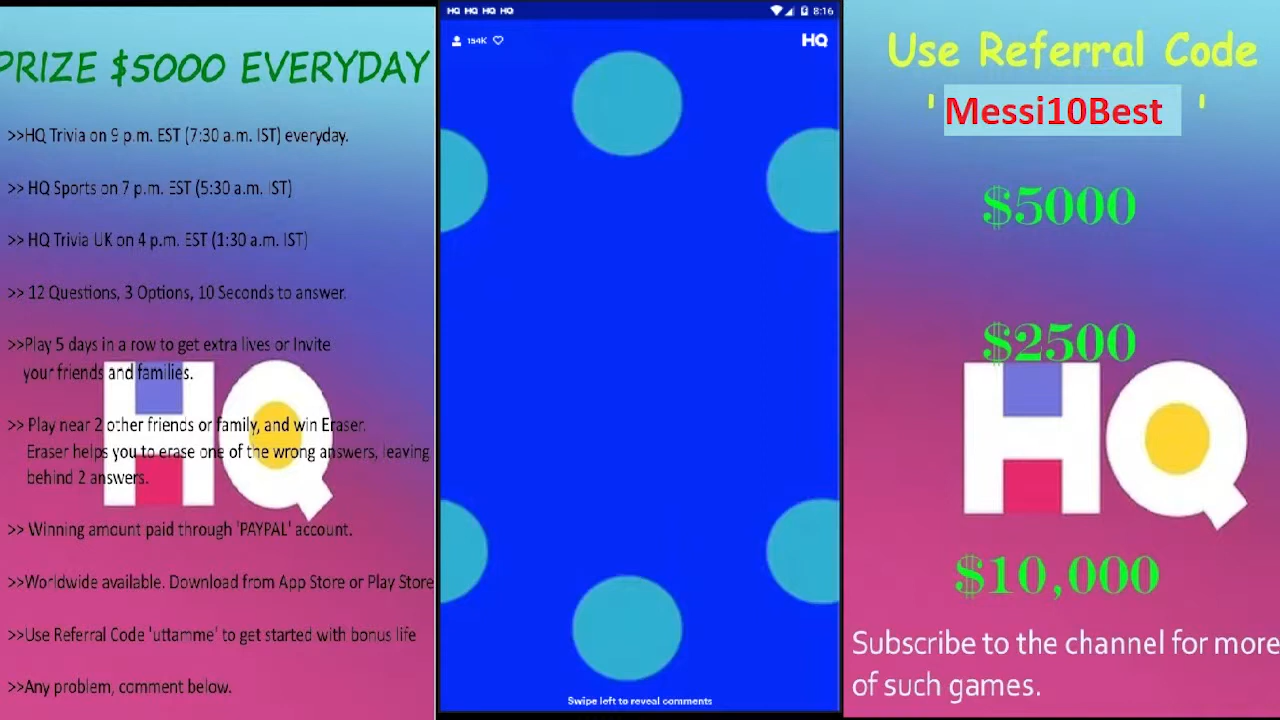 PRIZE $5000 EVERYDAY
>>HQ Trivia on 9 p.m. EST (7:30 a.m. IST) everyday.
>> HQ Sports on 7 p.m. EST (5:30 a.m. IST)
>> HQ Trivia UK on 4 p.m. EST (1:30 a.m. IST)
>> 12 Questions, 3 Options, 10 Seconds to answer.
>>Play 5 days in a row to get extra lives or Invite
your friends and families.
>> Play near 2 other friends or family, and win Eraser.
Eraser helps you to erase one of the wrong answers, leaving
behind 2 answers.
>> Winning amount paid through 'PAYPAL' account.
>>Worldwide available. Download from App Store or Play Store
>>Use Referral Code 'uttamme' to get started with bonus life
>>Any problem, comment below.
HQ
HQ HQ HQ HQ 8:16
154K HQ
Swipe left to reveal comments
Use Referral Code
' Messi10Best '
$5000
$2500
HQ
$10,000
Subscribe to the channel for more
of such games.